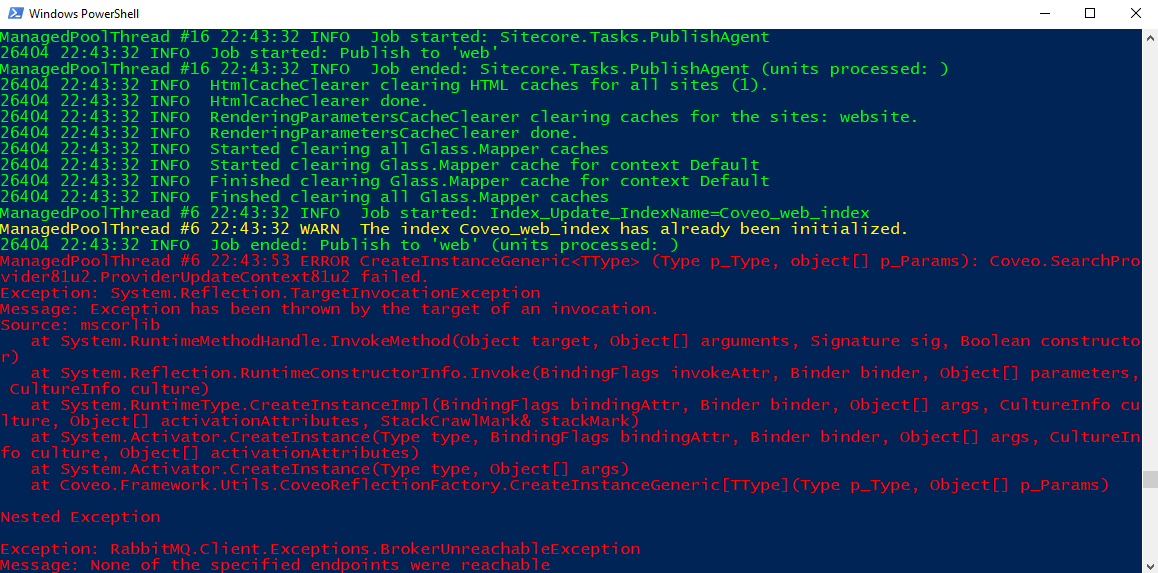 Windows PowerShell
ManagedPoolThread #16 22:43:32 INFO  Job started: Sitecore.Tasks.PublishAgent
26404 22:43:32 INFO  Job started: Publish to 'web'
ManagedPoolThread #16 22:43:32 INFO  Job ended: Sitecore.Tasks.PublishAgent (units processed: )
26404 22:43:32 INFO  HtmlCacheClearer clearing HTML caches for all sites (1).
26404 22:43:32 INFO  HtmlCacheClearer done.
26404 22:43:32 INFO  RenderingParametersCacheClearer clearing caches for the sites: website.
26404 22:43:32 INFO  RenderingParametersCacheClearer done.
26404 22:43:32 INFO  Started clearing all Glass.Mapper caches
26404 22:43:32 INFO  Started clearing Glass.Mapper cache for context Default
26404 22:43:32 INFO  Finished clearing Glass.Mapper cache for context Default
26404 22:43:32 INFO  Finshed clearing all Glass.Mapper caches
ManagedPoolThread #6 22:43:32 INFO  Job started: Index_Update_IndexName=Coveo_web_index
ManagedPoolThread #6 22:43:32 WARN  The index Coveo_web_index has already been initialized.
26404 22:43:32 INFO  Job ended: Publish to 'web' (units processed: )
ManagedPoolThread #6 22:43:53 ERROR CreateInstanceGeneric<TType> (Type p_Type, object[] p_Params): Coveo.SearchPro
vider81u2.ProviderUpdateContext81u2 failed.
Exception: System.Reflection.TargetInvocationException
Message: Exception has been thrown by the target of an invocation.
Source: mscorlib
   at System.RuntimeMethodHandle.InvokeMethod(Object target, Object[] arguments, Signature sig, Boolean constructo
r)
   at System.Reflection.RuntimeConstructorInfo.Invoke(BindingFlags invokeAttr, Binder binder, Object[] parameters,
 CultureInfo culture)
   at System.RuntimeType.CreateInstanceImpl(BindingFlags bindingAttr, Binder binder, Object[] args, CultureInfo cu
lture, Object[] activationAttributes, StackCrawlMark& stackMark)
   at System.Activator.CreateInstance(Type type, BindingFlags bindingAttr, Binder binder, Object[] args, CultureIn
fo culture, Object[] activationAttributes)
   at System.Activator.CreateInstance(Type type, Object[] args)
   at Coveo.Framework.Utils.CoveoReflectionFactory.CreateInstanceGeneric[TType](Type p_Type, Object[] p_Params)
Nested Exception
Exception: RabbitMQ.Client.Exceptions.BrokerUnreachableException
Message: None of the specified endpoints were reachable